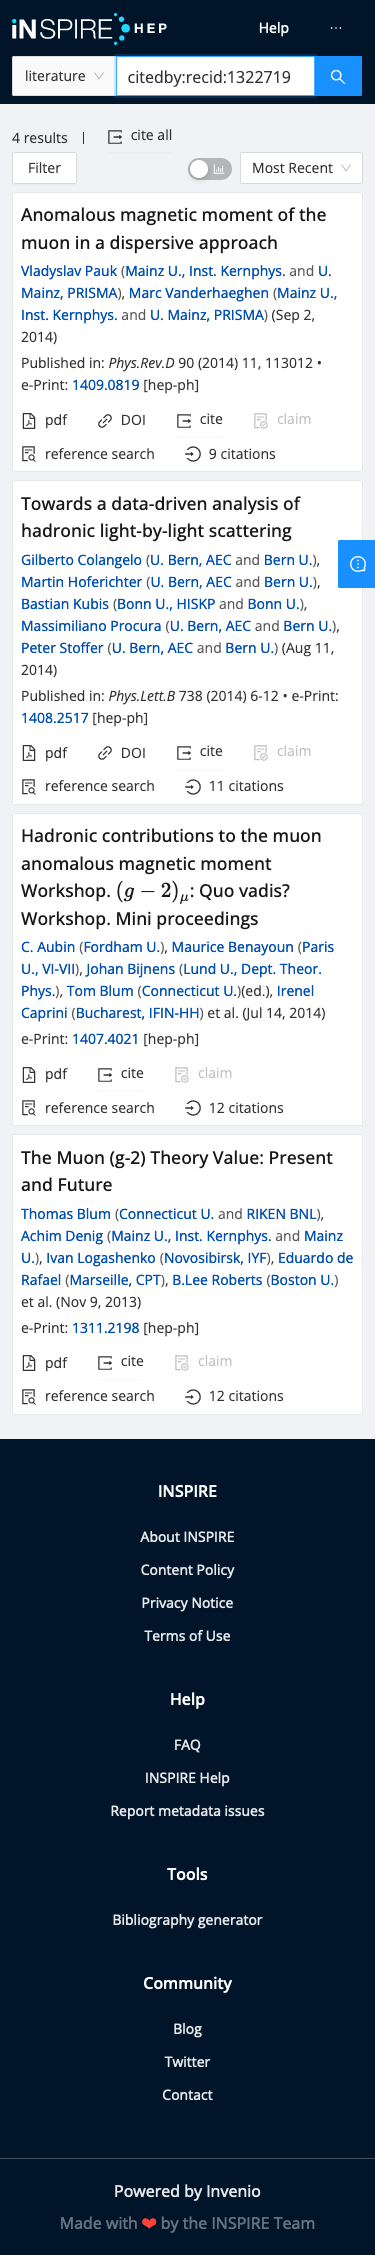 iNSPIRE HEP
Help
...
literature
citedby:recid:1322719
4 results
cite all
Filter
Most Recent
Anomalous magnetic moment of the
muon in a dispersive approach
Vladyslav Pauk (Mainz U., Inst. Kernphys. and U.
Mainz, PRISMA), Marc Vanderhaeghen (Mainz U.,
Inst. Kernphys. and U. Mainz, PRISMA) (Sep 2,
2014)
Published in: Phys.Rev.D 90 (2014) 11, 113012 •
e-Print: 1409.0819 [hep-ph]
pdf DOI cite claim
reference search 9 citations
Towards a data-driven analysis of
hadronic light-by-light scattering
Gilberto Colangelo (U. Bern, AEC and Bern U.),
Martin Hoferichter (U. Bern, AEC and Bern U.),
Bastian Kubis (Bonn U., HISKP and Bonn U.),
Massimiliano Procura (U. Bern, AEC and Bern U.),
Peter Stoffer (U. Bern, AEC and Bern U.) (Aug 11,
2014)
Published in: Phys.Lett.B 738 (2014) 6-12 • e-Print:
1408.2517 [hep-ph]
pdf DOI cite claim
reference search 11 citations
Hadronic contributions to the muon
anomalous magnetic moment
Workshop. (g − 2)μ: Quo vadis?
Workshop. Mini proceedings
C. Aubin (Fordham U.), Maurice Benayoun (Paris
U., VI-VII), Johan Bijnens (Lund U., Dept. Theor.
Phys.), Tom Blum (Connecticut U.)(ed.), Irenel
Caprini (Bucharest, IFIN-HH) et al. (Jul 14, 2014)
e-Print: 1407.4021 [hep-ph]
pdf cite claim
reference search 12 citations
The Muon (g-2) Theory Value: Present
and Future
Thomas Blum (Connecticut U. and RIKEN BNL),
Achim Denig (Mainz U., Inst. Kernphys. and Mainz
U.), Ivan Logashenko (Novosibirsk, IYF), Eduardo de
Rafael (Marseille, CPT), B.Lee Roberts (Boston U.)
et al. (Nov 9, 2013)
e-Print: 1311.2198 [hep-ph]
pdf cite claim
reference search 12 citations
INSPIRE
About INSPIRE
Content Policy
Privacy Notice
Terms of Use
Help
FAQ
INSPIRE Help
Report metadata issues
Tools
Bibliography generator
Community
Blog
Twitter
Contact
Powered by Invenio
Made with ❤ by the INSPIRE Team